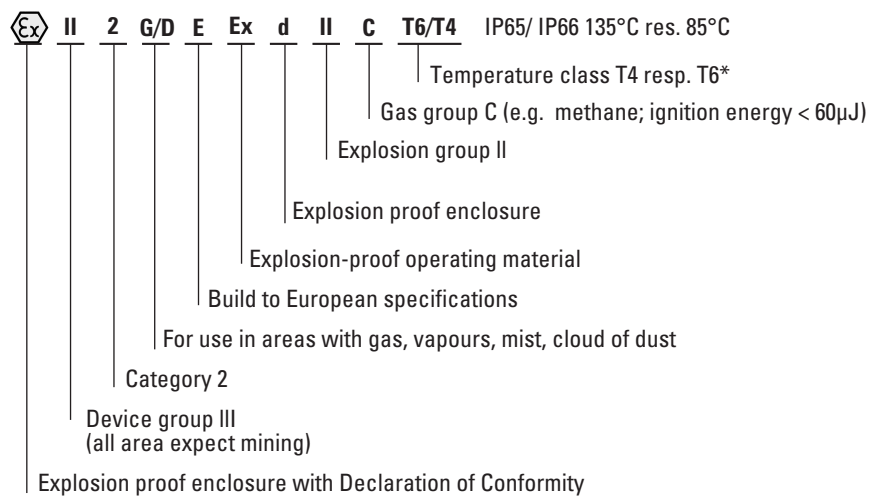 Ex II 2 G/D E Ex d II C T6/T4 IP65/ IP66 135°C res. 85°C
Temperature class T4 resp. T6*
Gas group C (e.g. methane; ignition energy < 60µJ)
Explosion group II
Explosion proof enclosure
Explosion-proof operating material
Build to European specifications
For use in areas with gas, vapours, mist, cloud of dust
Category 2
Device group III
(all area expect mining)
Explosion proof enclosure with Declaration of Conformity